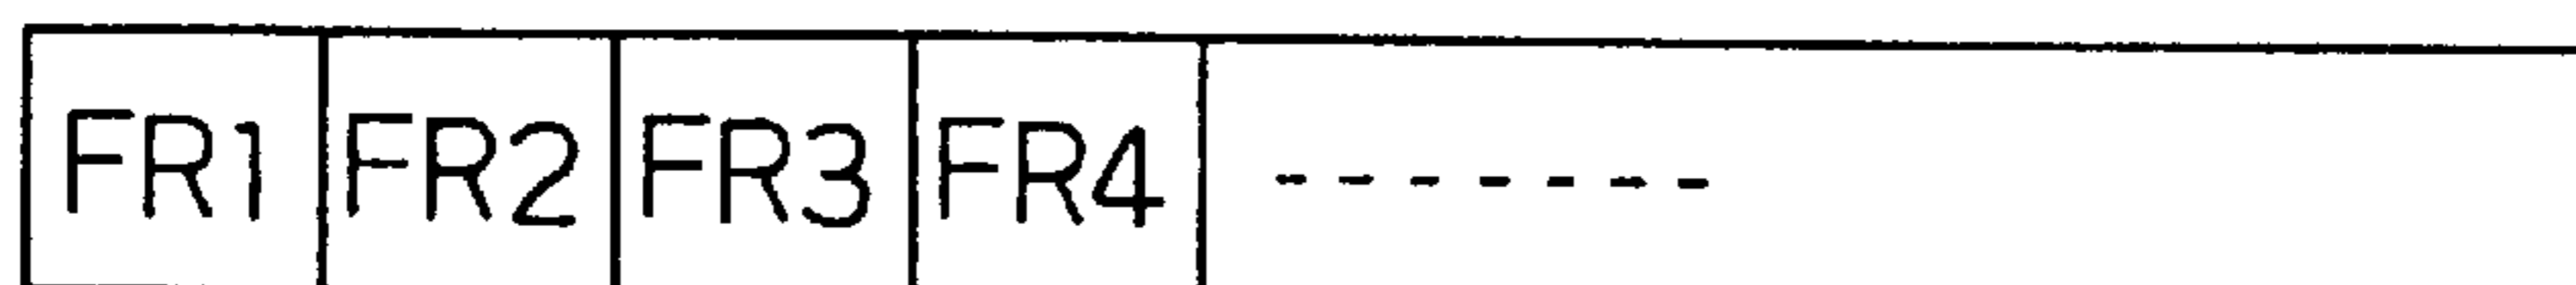 FR1 FR2 FR3 FR4 -------